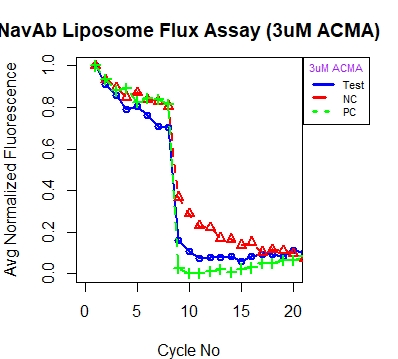 NavAb Liposome Flux Assay (3uM ACMA)
Avg Normalized Fluorescence
1.0
0.8
0.6
0.4
0.2
0.0
0 5 10 15 20
Cycle No
3uM ACMA
Test
NC
PC